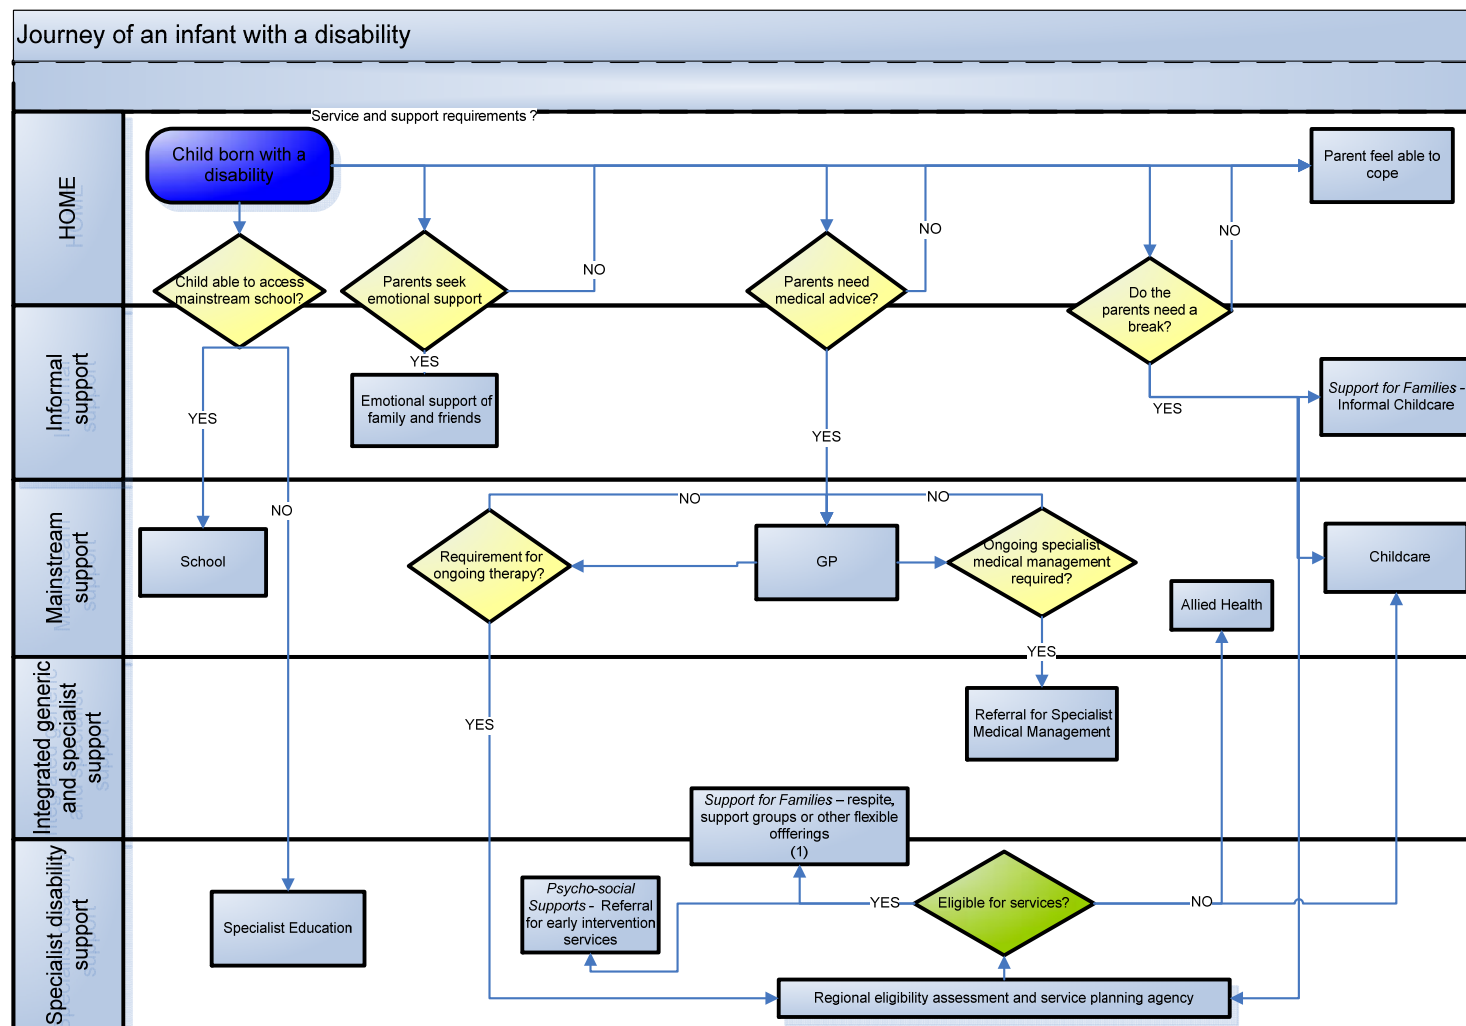 Journey of an infant with a disability
Service and support requirements ?
HOME
Child born with a
disability
Parent feel able to
cope
Child able to access
mainstream school?
Parents seek
emotional support
NO
Parents need
medical advice?
NO
Do the
parents need a
break?
NO
Informal
support
YES
NO
YES
Emotional support of
family and friends
YES
YES
Support for Families -
Informal Childcare
Mainstream
support
School
Requirement for
ongoing therapy?
NO
GP
NO
Ongoing specialist
medical management
required?
Allied Health
Childcare
Integrated generic
and specialist
support
YES
YES
Referral for Specialist
Medical Management
Support for Families – respite,
support groups or other flexible
offferings
(1)
Specialist disability
support
Specialist Education
Psycho-social
Supports - Referral
for early intervention
services
YES
Eligible for services?
NO
Regional eligibility assessment and service planning agency